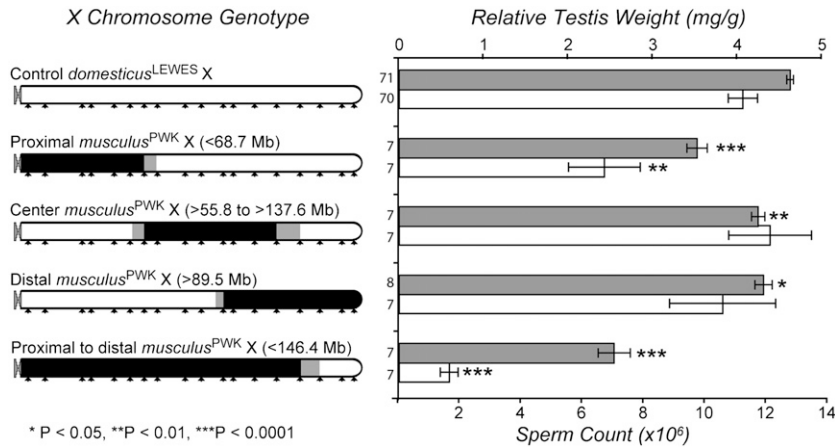 X Chromosome Genotype
Relative Testis Weight (mg/g)
0 1 2 3 4 5
Control domesticusLEWES X
71
70
Proximal musculusPWK X (<68.7 Mb)
7 ***
7 **
Center musculusPWK X (>55.8 to >137.6 Mb)
7 **
7
Distal musculusPWK X (>89.5 Mb)
8 *
7
Proximal to distal musculusPWK X (<146.4 Mb)
7 ***
7 ***
0 2 4 6 8 10 12 14
* P < 0.05, **P < 0.01, ***P < 0.0001
Sperm Count (x10⁶)